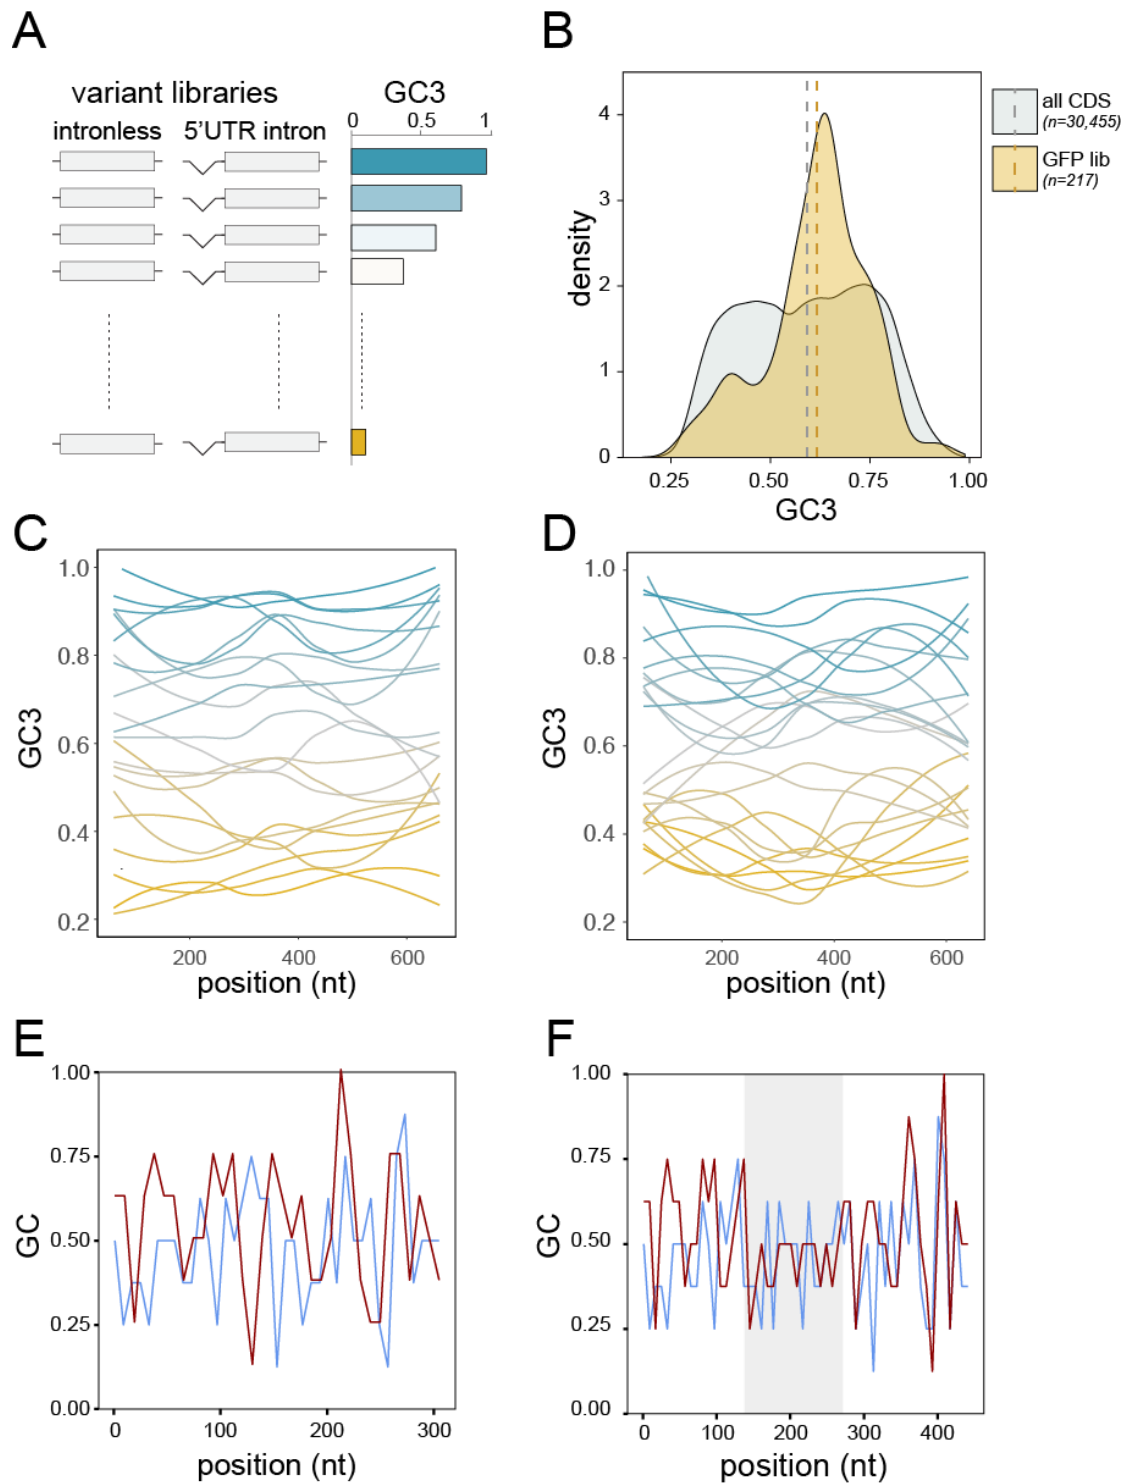 A
variant libraries
intronless 5'UTR intron
GC3
0 0.5 1
B
4
3
2
1
0
density
0.25 0.50 0.75 1.00
GC3
all CDS
(n=30,455)
GFP lib
(n=217)
C
1.0
0.8
0.6
0.4
0.2
GC3
200 400 600
position (nt)
D
1.0
0.8
0.6
0.4
0.2
GC3
200 400 600
position (nt)
E
1.00
0.75
0.50
0.25
0.00
GC
0 100 200 300
position (nt)
F
1.00
0.75
0.50
0.25
0.00
GC
0 100 200 300 400
position (nt)